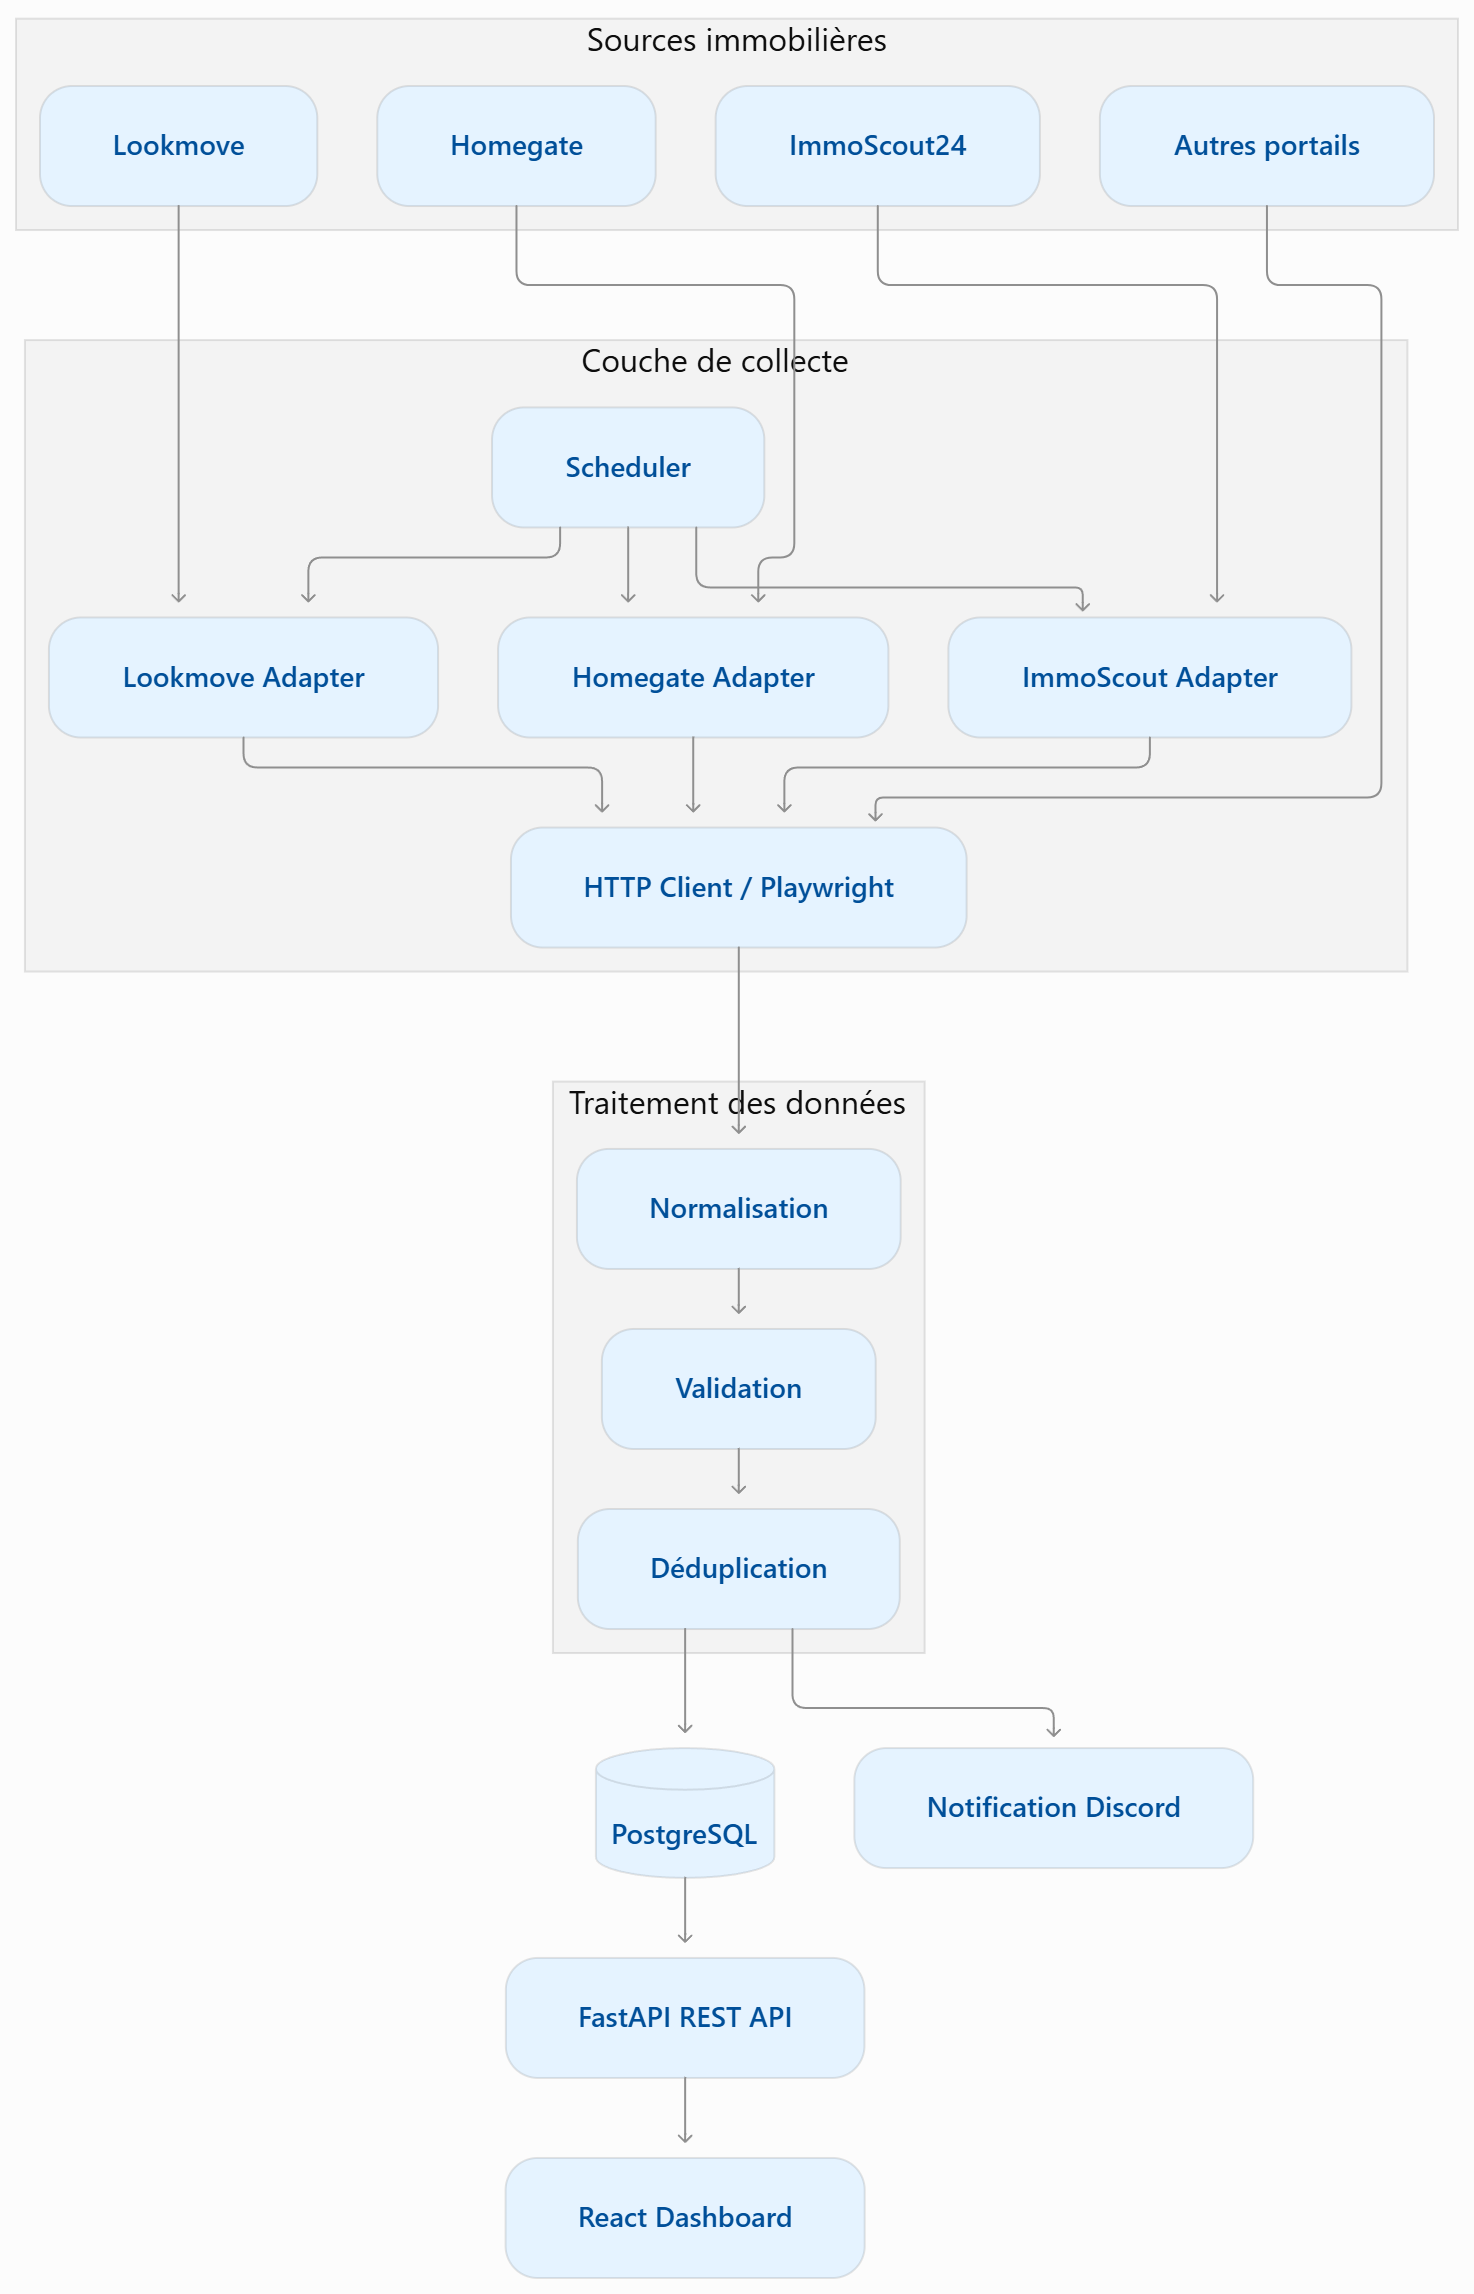 Sources immobilières
Lookmove
Homegate
ImmoScout24
Autres portails
Couche de collecte
Scheduler
Lookmove Adapter
Homegate Adapter
ImmoScout Adapter
HTTP Client / Playwright
Traitement des données
Normalisation
Validation
Déduplication
PostgreSQL
Notification Discord
FastAPI REST API
React Dashboard